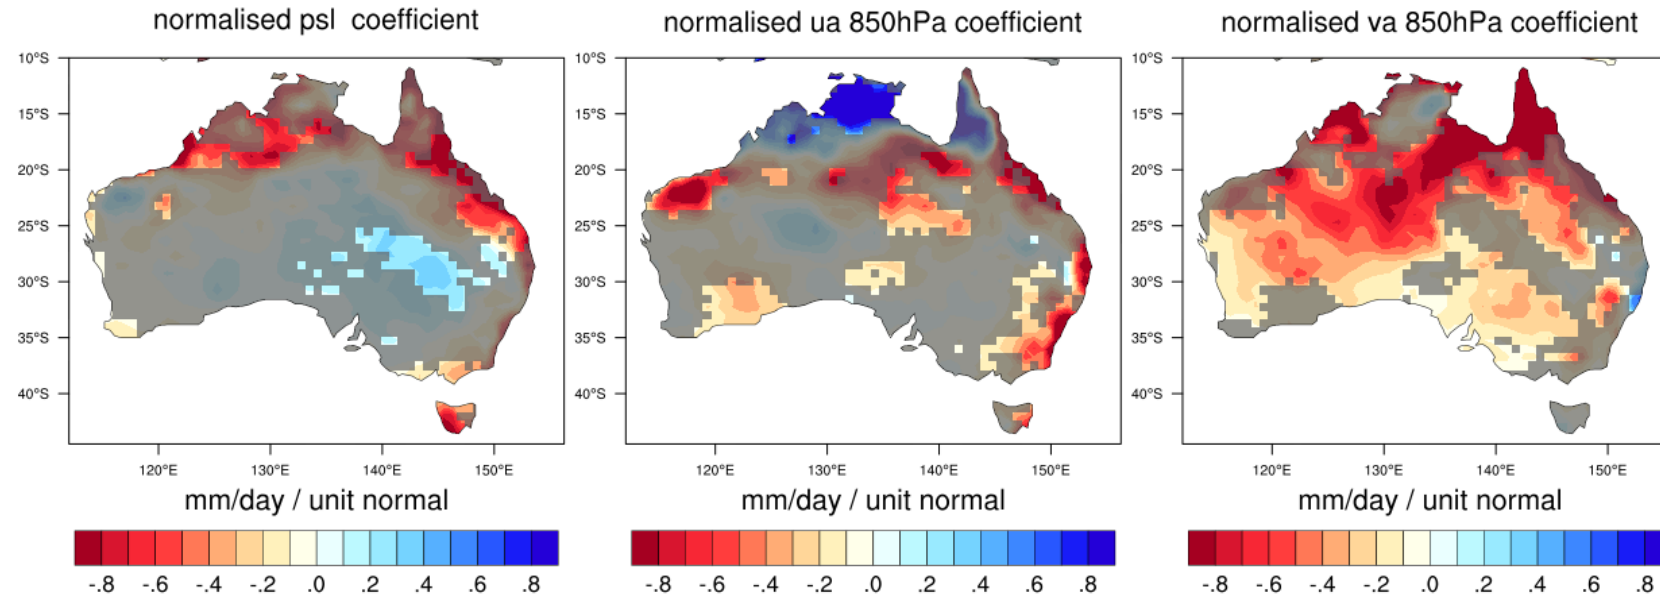 normalised psl coefficient
normalised ua 850hPa coefficient
normalised va 850hPa coefficient
10°S
15°S
20°S
25°S
30°S
35°S
40°S
120°E 130°E 140°E 150°E
10°S
15°S
20°S
25°S
30°S
35°S
40°S
120°E 130°E 140°E 150°E
10°S
15°S
20°S
25°S
30°S
35°S
40°S
120°E 130°E 140°E 150°E
mm/day / unit normal
mm/day / unit normal
mm/day / unit normal
-.8 -.6 -.4 -.2 .0 .2 .4 .6 .8
-.8 -.6 -.4 -.2 .0 .2 .4 .6 .8
-.8 -.6 -.4 -.2 .0 .2 .4 .6 .8